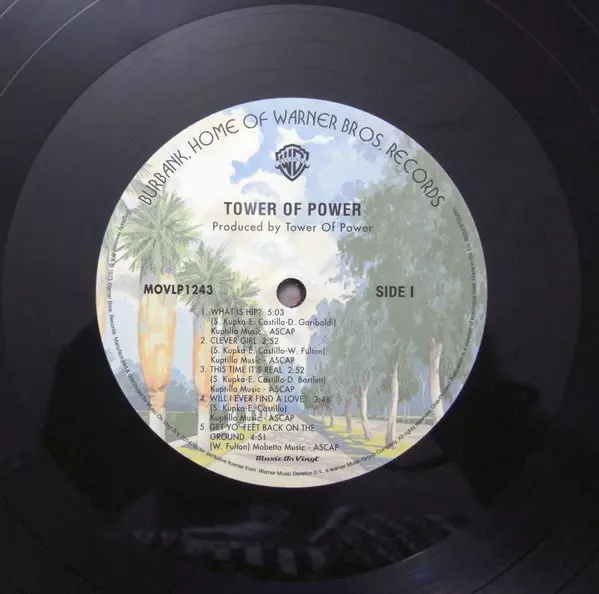 BURBANK, HOME OF WARNER BROS. RECORDS
TOWER OF POWER
Produced by Tower Of Power
MOVLP1243
SIDE I
1. WHAT IS HIP? 5:03
(S. Kupka-E. Castillo-D. Garibaldi)
Kuptillo Music - ASCAP
2. CLEVER GIRL 2:52
(S. Kupka-E. Castillo-W. Fulton)
Kuptillo Music - ASCAP
3. THIS TIME IT'S REAL 2:52
(S. Kupka-E. Castillo-D. Bartlett)
Kuptillo Music - ASCAP
4. WILL I EVER FIND A LOVE? 3:48
(S. Kupka-E. Castillo)
Kuptillo Music - ASCAP
5. GET YO' FEET BACK ON THE
GROUND 4:51
(W. Fulton) Mobetta Music - ASCAP
Music On Vinyl